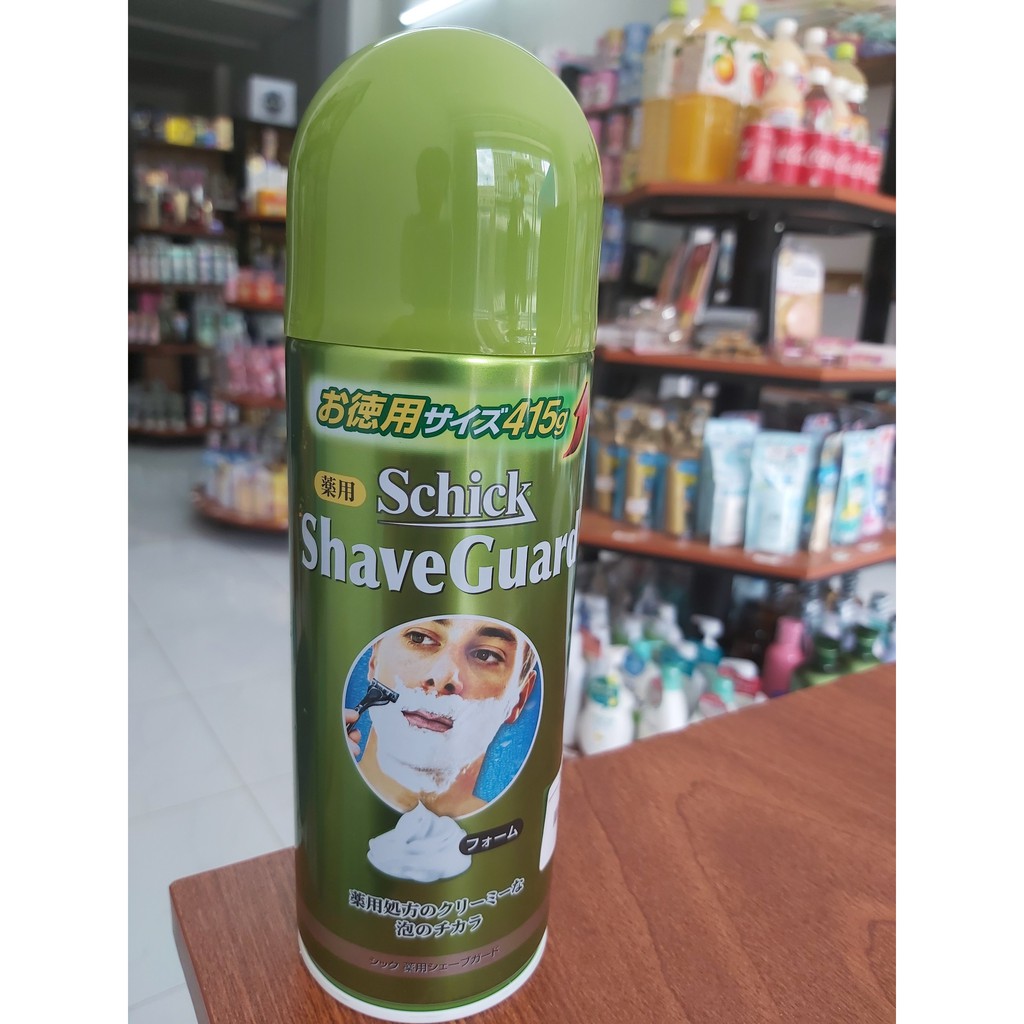 お徳用サイズ415g
薬用 Schick
ShaveGuard
フォーム
薬用処方のクリーミーな
泡のチカラ
シック 薬用シェーブガード